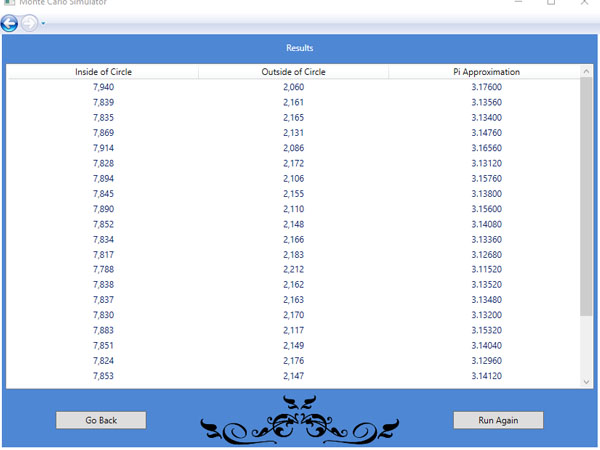 Monte Carlo Simulator
Results
Inside of Circle Outside of Circle Pi Approximation
7,940 2,060 3.17600
7,839 2,161 3.13560
7,835 2,165 3.13400
7,869 2,131 3.14760
7,914 2,086 3.16560
7,828 2,172 3.13120
7,894 2,106 3.15760
7,845 2,155 3.13800
7,890 2,110 3.15600
7,852 2,148 3.14080
7,834 2,166 3.13360
7,817 2,183 3.12680
7,788 2,212 3.11520
7,838 2,162 3.13520
7,837 2,163 3.13480
7,830 2,170 3.13200
7,883 2,117 3.15320
7,851 2,149 3.14040
7,824 2,176 3.12960
7,853 2,147 3.14120
Go Back Run Again